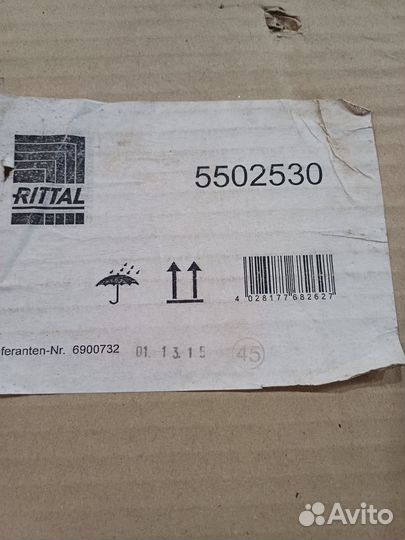 RITTAL
5502530
4 028177 682627
feranten-Nr. 6900732 01. 13.15 45
Avito